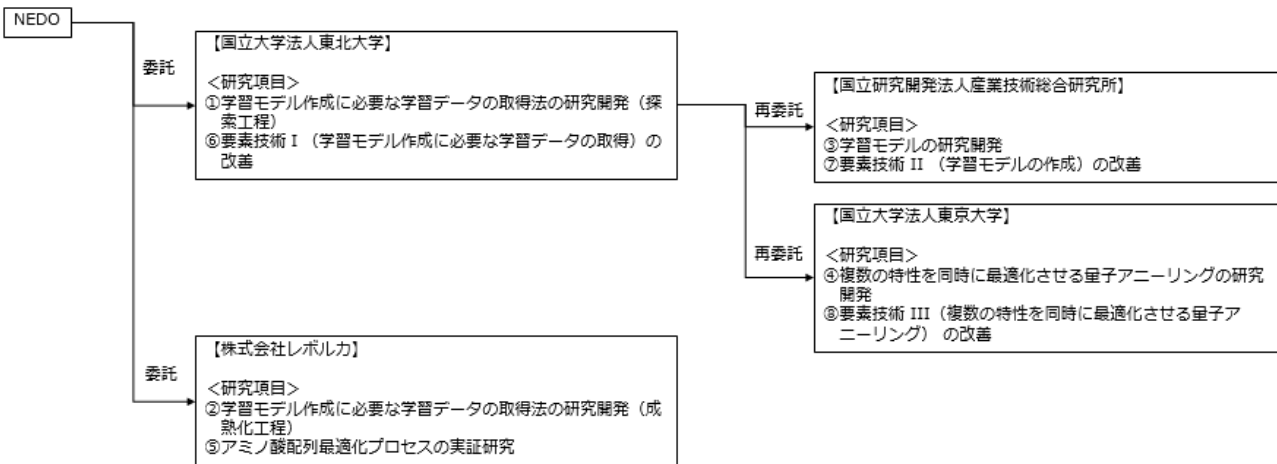 NEDO
委託
【国立大学法人東北大学】
＜研究項目＞
①学習モデル作成に必要な学習データの取得法の研究開発（探
索工程）
⑥要素技術 I （学習モデル作成に必要な学習データの取得）の
改善
再委託
【国立研究開発法人産業技術総合研究所】
＜研究項目＞
③学習モデルの研究開発
⑦要素技術 II （学習モデルの作成）の改善
再委託
【国立大学法人東京大学】
＜研究項目＞
④複数の特性を同時に最適化させる量子アニーリングの研究
開発
⑧要素技術 III（複数の特性を同時に最適化させる量子ア
ニーリング） の改善
委託
【株式会社レボルカ】
＜研究項目＞
②学習モデル作成に必要な学習データの取得法の研究開発（成
熟化工程）
⑤アミノ酸配列最適化プロセスの実証研究